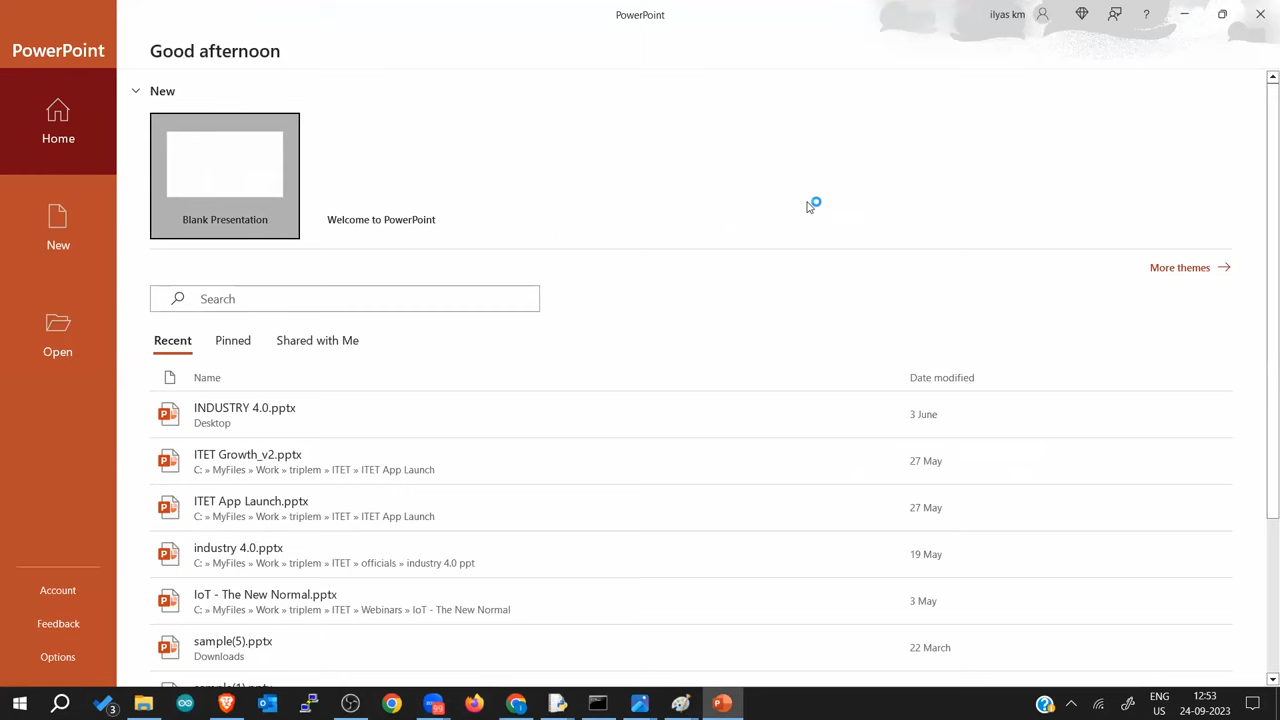 PowerPoint
ilyas km
PowerPoint
Good afternoon
Home
New
Open
Account
Feedback
Options
New
Blank Presentation
Welcome to PowerPoint
More themes
Search
Recent
Pinned
Shared with Me
Name
Date modified
INDUSTRY 4.0.pptx
Desktop
3 June
ITET Growth_v2.pptx
C: » MyFiles » Work » triplem » ITET » ITET App Launch
27 May
ITET App Launch.pptx
C: » MyFiles » Work » triplem » ITET » ITET App Launch
27 May
industry 4.0.pptx
C: » MyFiles » Work » triplem » ITET » officials » industry 4.0 ppt
19 May
IoT - The New Normal.pptx
C: » MyFiles » Work » triplem » ITET » Webinars » IoT - The New Normal
3 May
sample(5).pptx
Downloads
22 March
3
99
ENG
US
12:53
24-09-2023